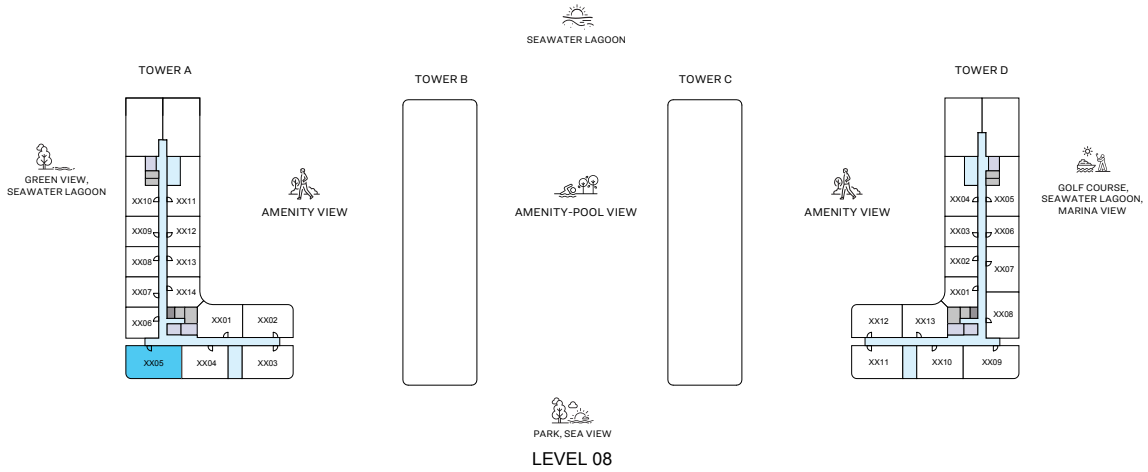 SEAWATER LAGOON
TOWER A
TOWER B
TOWER C
TOWER D
GREEN VIEW,
SEAWATER LAGOON
AMENITY VIEW
AMENITY-POOL VIEW
AMENITY VIEW
GOLF COURSE,
SEAWATER LAGOON,
MARINA VIEW
XX10 XX11
XX09 XX12
XX08 XX13
XX07 XX14
XX06
XX01 XX02
XX05 XX04 XX03
XX04 XX05
XX03 XX06
XX02
XX07
XX01
XX08
XX12 XX13
XX11 XX10 XX09
PARK, SEA VIEW
LEVEL 08